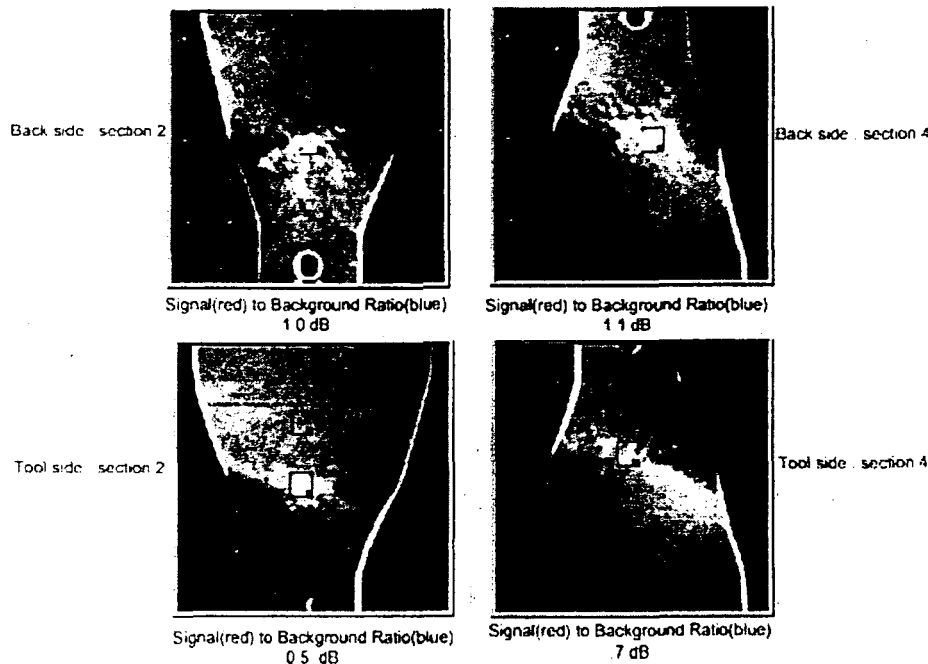 Back side . section 2
Back side . section 4
Signal(red) to Background Ratio(blue)
1.0 dB
Signal(red) to Background Ratio(blue)
1 1 dB
Tool side . section 2
Tool side . section 4
Signal(red) to Background Ratio(blue)
0 5 dB
Signal(red) to Background Ratio(blue)
.7 dB